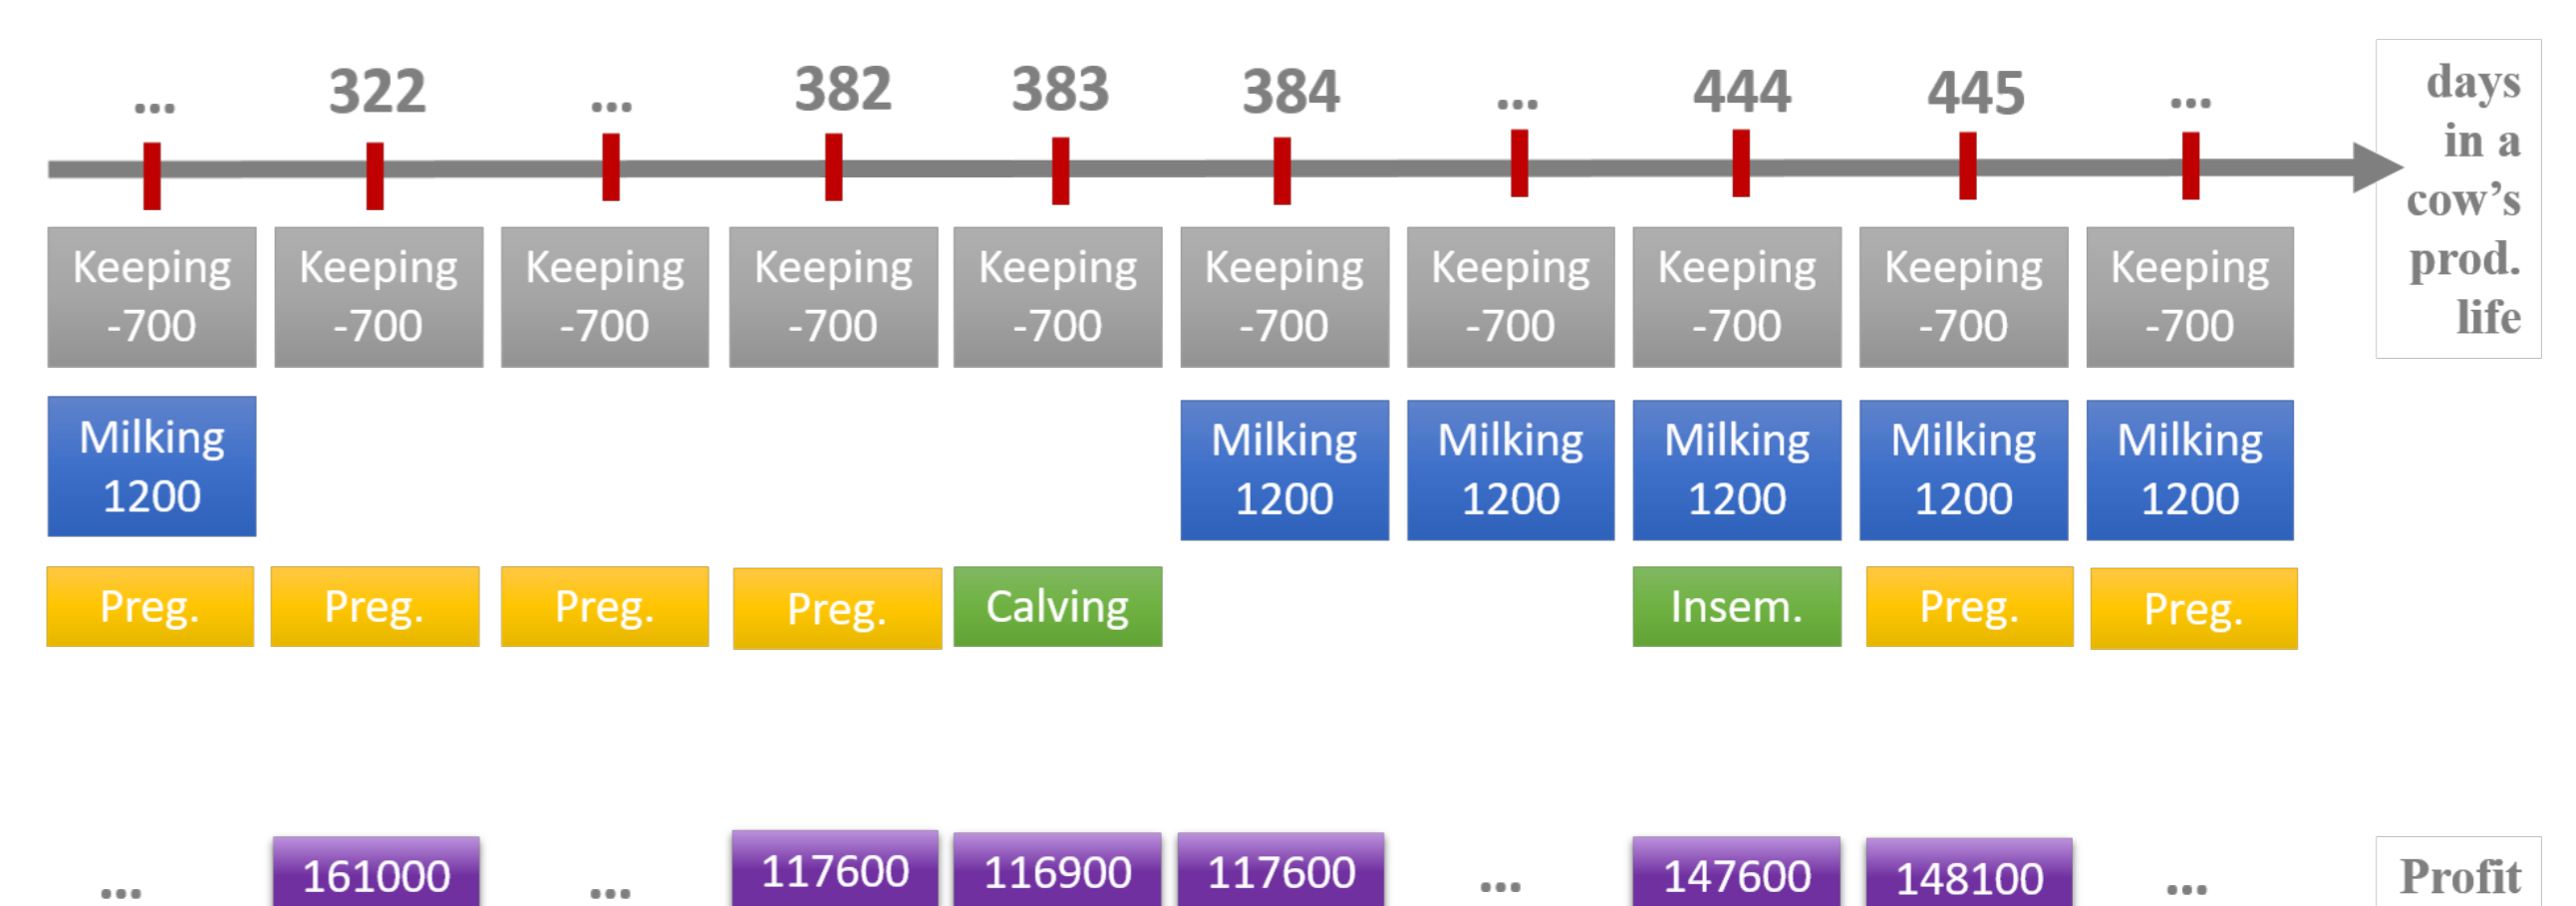 ... 322 ... 382 383 384 ... 444 445 ...
days
in a
cow's
prod.
life
Keeping Keeping Keeping Keeping Keeping Keeping Keeping Keeping Keeping Keeping
-700 -700 -700 -700 -700 -700 -700 -700 -700 -700
Milking Milking Milking Milking Milking Milking
1200 1200 1200 1200 1200 1200
Preg. Preg. Preg. Preg. Calving Insem. Preg. Preg.
... 161000 ... 117600 116900 117600 ... 147600 148100 ... Profit